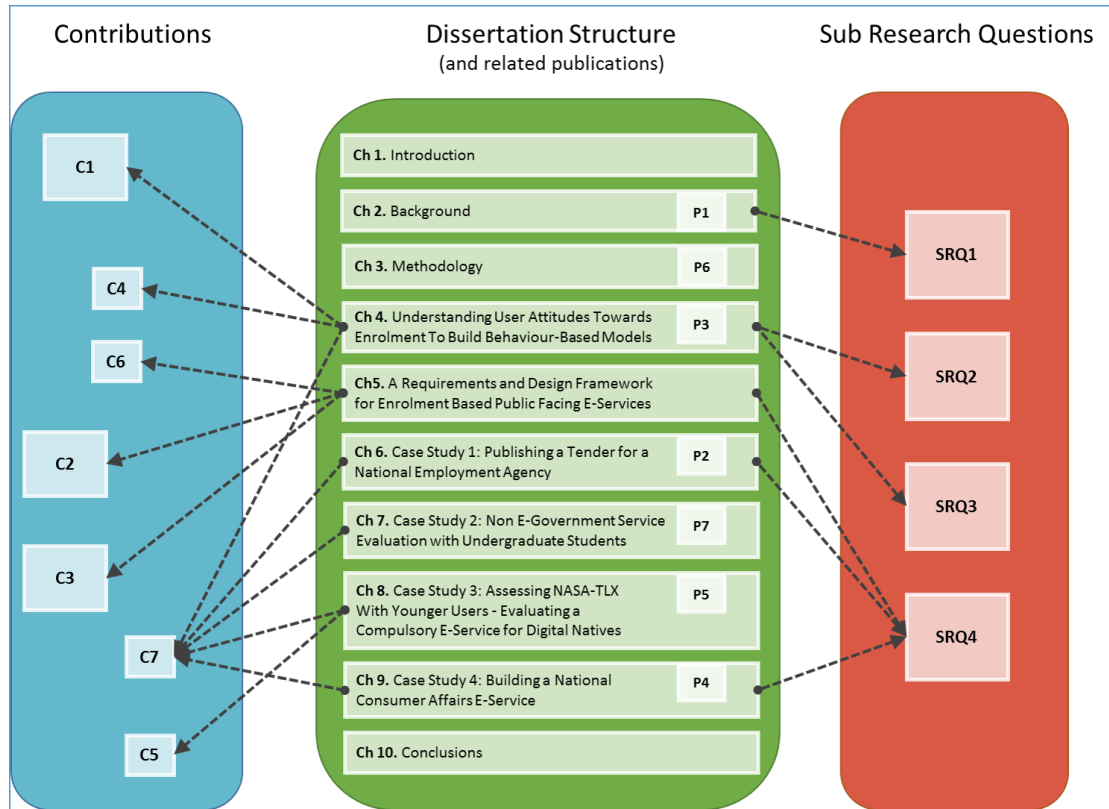 Contributions
Dissertation Structure
(and related publications)
Sub Research Questions
C1
C4
C6
C2
C3
C7
C5
Ch 1. Introduction
Ch 2. Background
P1
Ch 3. Methodology
P6
Ch 4. Understanding User Attitudes Towards
Enrolment To Build Behaviour-Based Models
P3
Ch5. A Requirements and Design Framework
for Enrolment Based Public Facing E-Services
Ch 6. Case Study 1: Publishing a Tender for a
National Employment Agency
P2
Ch 7. Case Study 2: Non E-Government Service
Evaluation with Undergraduate Students
P7
Ch 8. Case Study 3: Assessing NASA-TLX
With Younger Users - Evaluating a
Compulsory E-Service for Digital Natives
P5
Ch 9. Case Study 4: Building a National
Consumer Affairs E-Service
P4
Ch 10. Conclusions
SRQ1
SRQ2
SRQ3
SRQ4